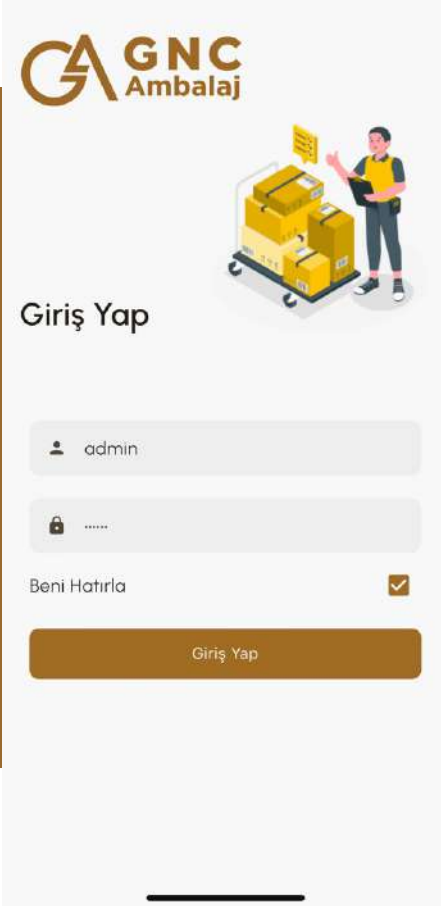 GNC
Ambalaj
Giriş Yap
admin
······
Beni Hatırla
Giriş Yap